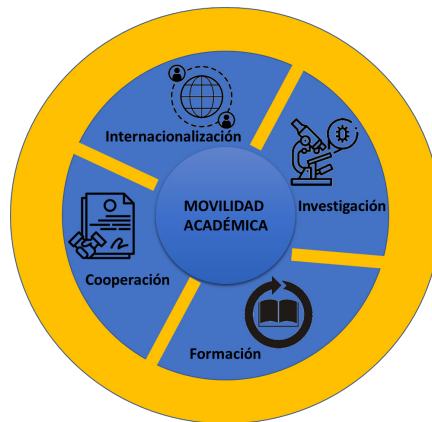 Internacionalización
Investigación
MOVILIDAD
ACADÉMICA
Cooperación
Formación